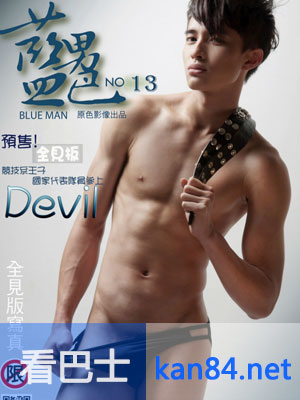 藍男色 NO 13
BLUE MAN 原色影像出品
預售!
全見版
競技泳王子
國家代表隊員參上
Devil
全見版寫真
限
看巴士 kan84.net